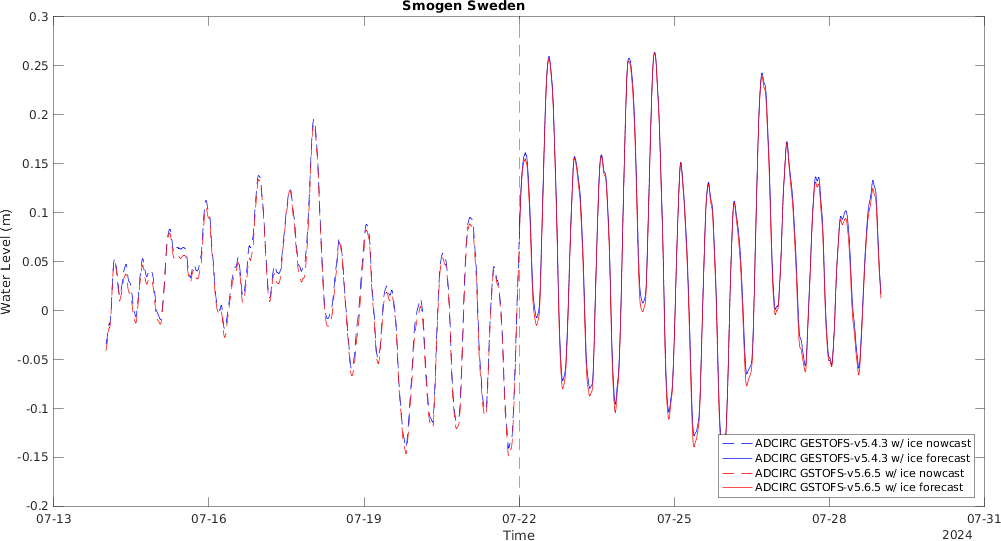 Smogen Sweden
0.3
0.25
0.2
0.15
0.1
0.05
0
-0.05
-0.1
-0.15
-0.2
Water Level (m)
07-13
07-16
07-19
07-22
07-25
07-28
07-31
Time
2024
ADCIRC GESTOFS-v5.4.3 w/ ice nowcast
ADCIRC GESTOFS-v5.4.3 w/ ice forecast
ADCIRC GSTOFS-v5.6.5 w/ ice nowcast
ADCIRC GSTOFS-v5.6.5 w/ ice forecast